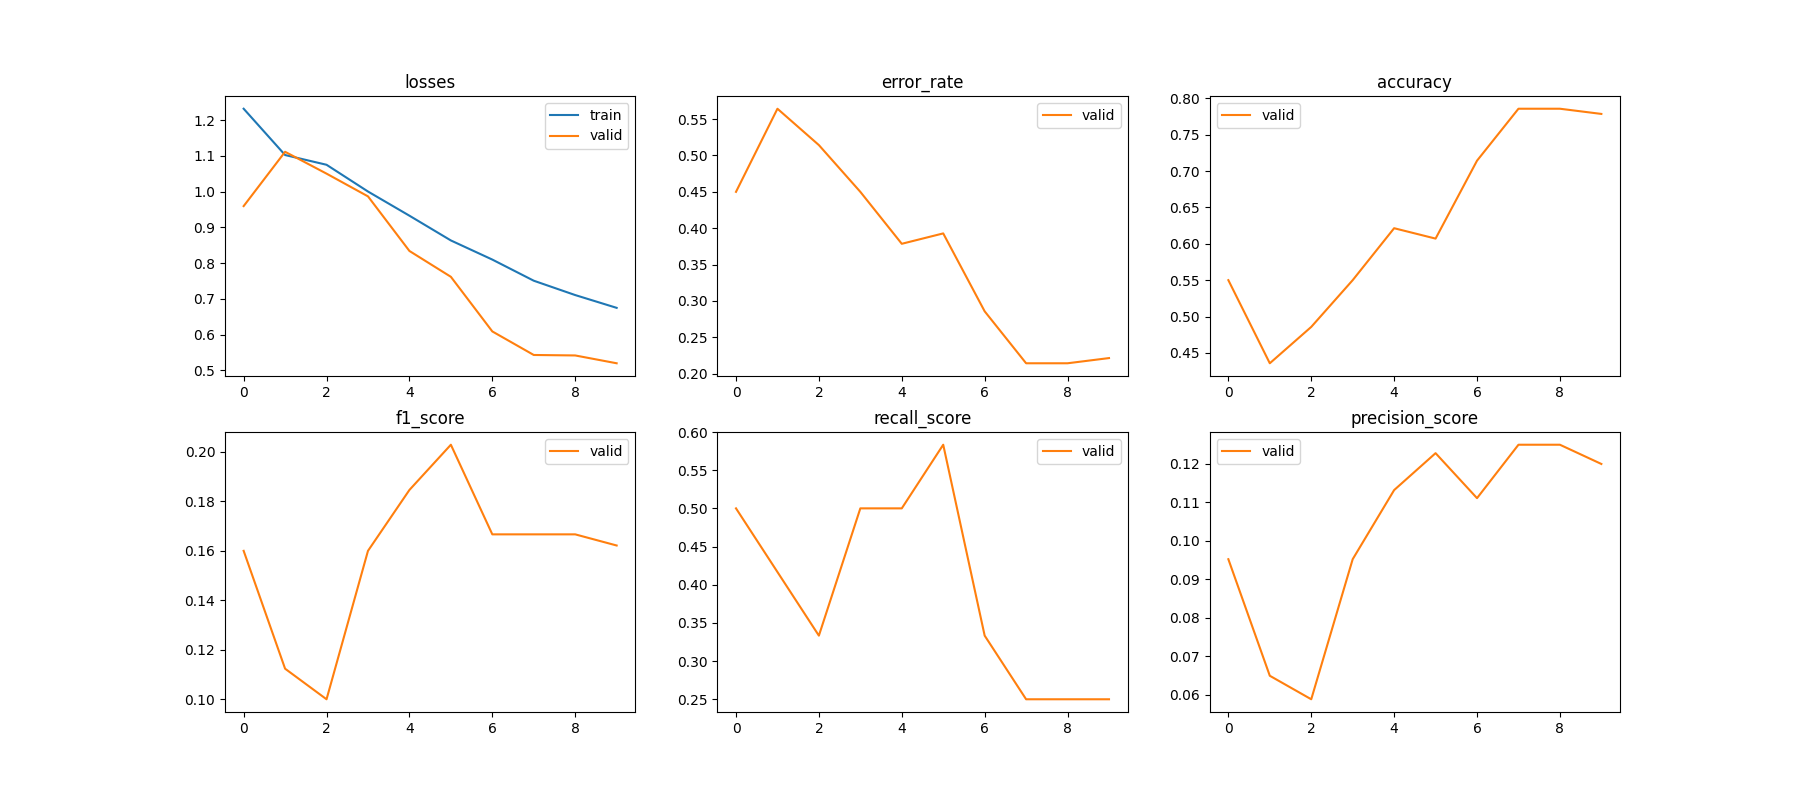 losses
train
valid
1.2
1.1
1.0
0.9
0.8
0.7
0.6
0.5
0 2 4 6 8
error_rate
valid
0.55
0.50
0.45
0.40
0.35
0.30
0.25
0.20
0 2 4 6 8
accuracy
valid
0.80
0.75
0.70
0.65
0.60
0.55
0.50
0.45
0 2 4 6 8
f1_score
valid
0.20
0.18
0.16
0.14
0.12
0.10
0 2 4 6 8
recall_score
valid
0.60
0.55
0.50
0.45
0.40
0.35
0.30
0.25
0 2 4 6 8
precision_score
valid
0.12
0.11
0.10
0.09
0.08
0.07
0.06
0 2 4 6 8